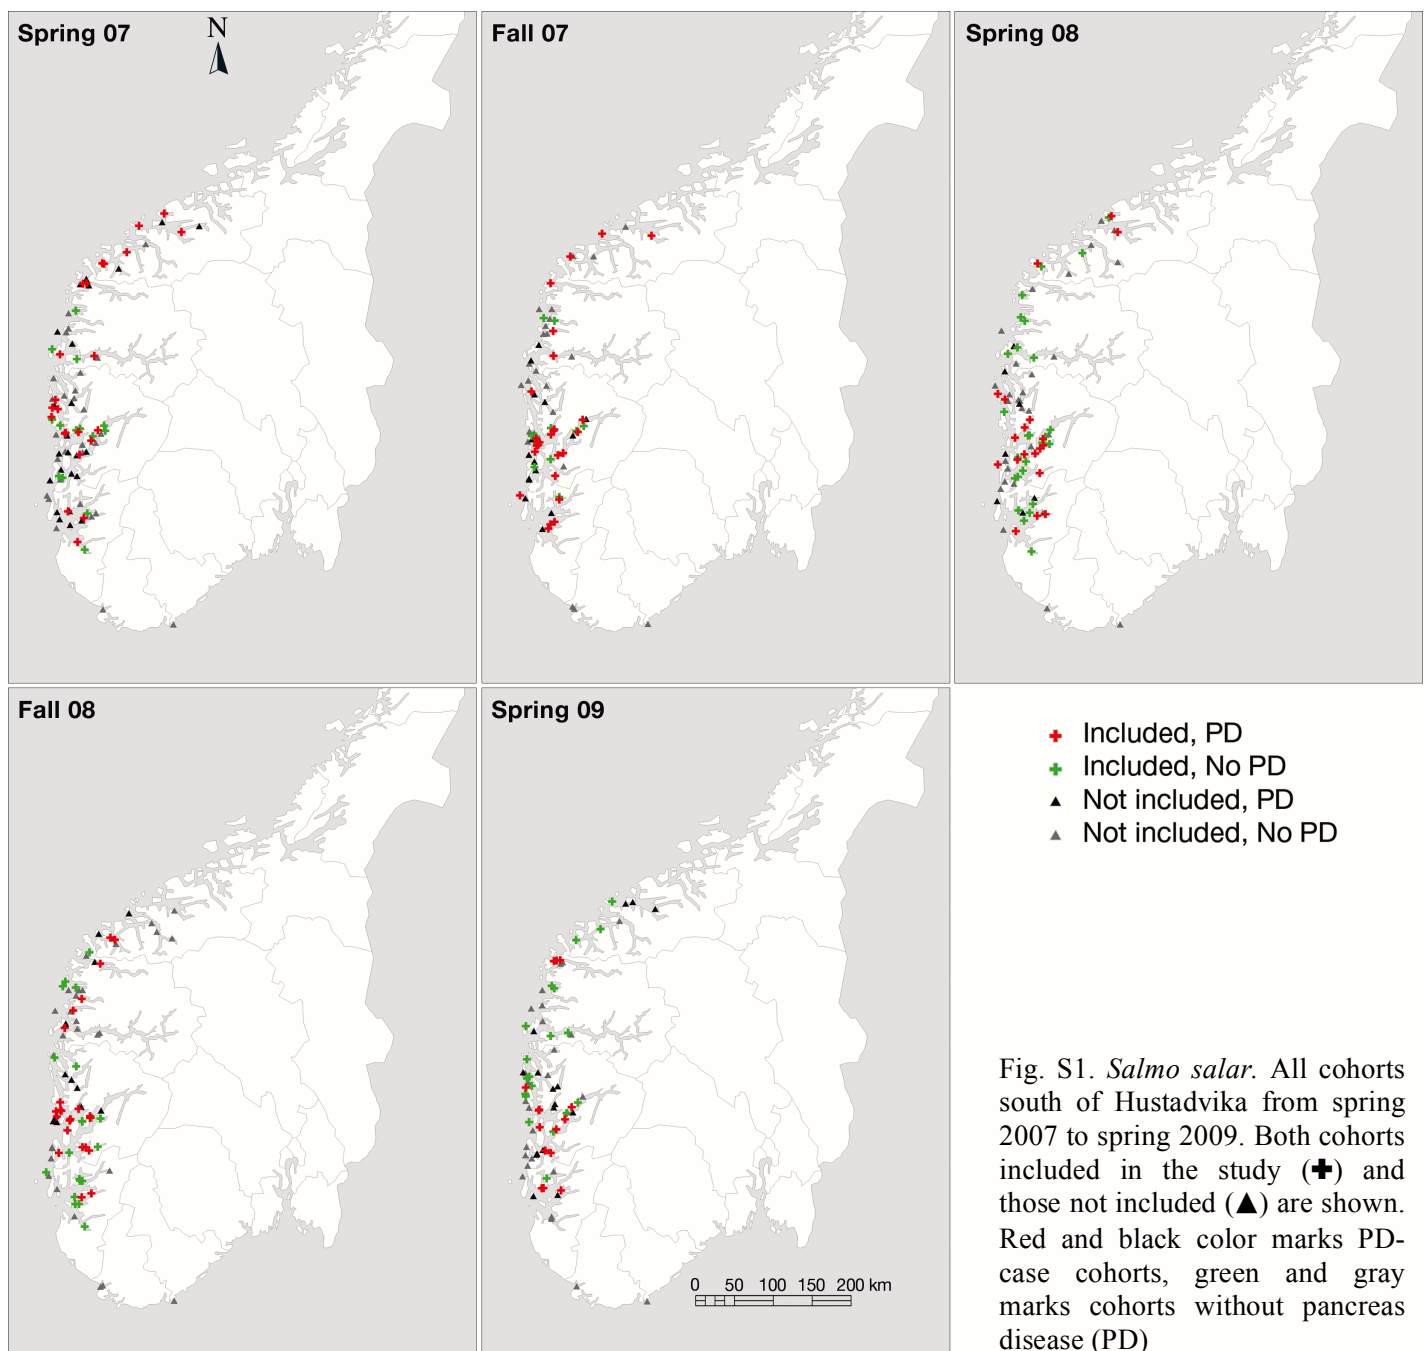 Spring 07
N
Fall 07
Spring 08
Fall 08
Spring 09
Included, PD
Included, No PD
Not included, PD
Not included, No PD
0 50 100 150 200 km
Fig. S1. Salmo salar. All cohorts
south of Hustadvika from spring
2007 to spring 2009. Both cohorts
included in the study (✚) and
those not included (▲) are shown.
Red and black color marks PD-
case cohorts, green and gray
marks cohorts without pancreas
disease (PD)